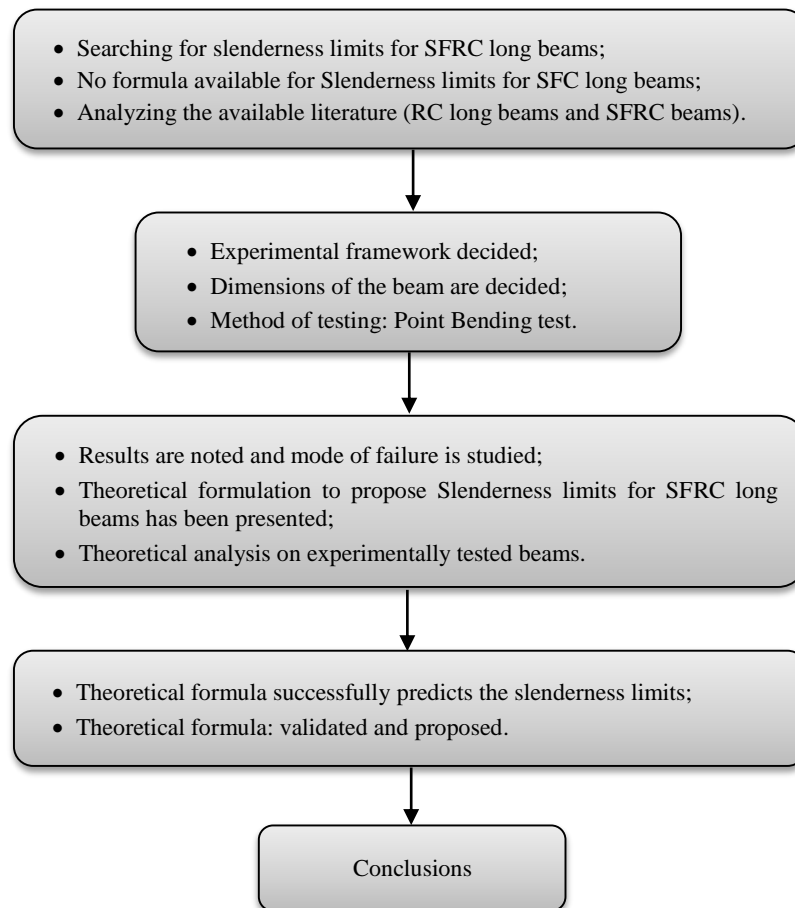 • Searching for slenderness limits for SFRC long beams;
• No formula available for Slenderness limits for SFC long beams;
• Analyzing the available literature (RC long beams and SFRC beams).
• Experimental framework decided;
• Dimensions of the beam are decided;
• Method of testing: Point Bending test.
• Results are noted and mode of failure is studied;
• Theoretical formulation to propose Slenderness limits for SFRC long
beams has been presented;
• Theoretical analysis on experimentally tested beams.
• Theoretical formula successfully predicts the slenderness limits;
• Theoretical formula: validated and proposed.
Conclusions